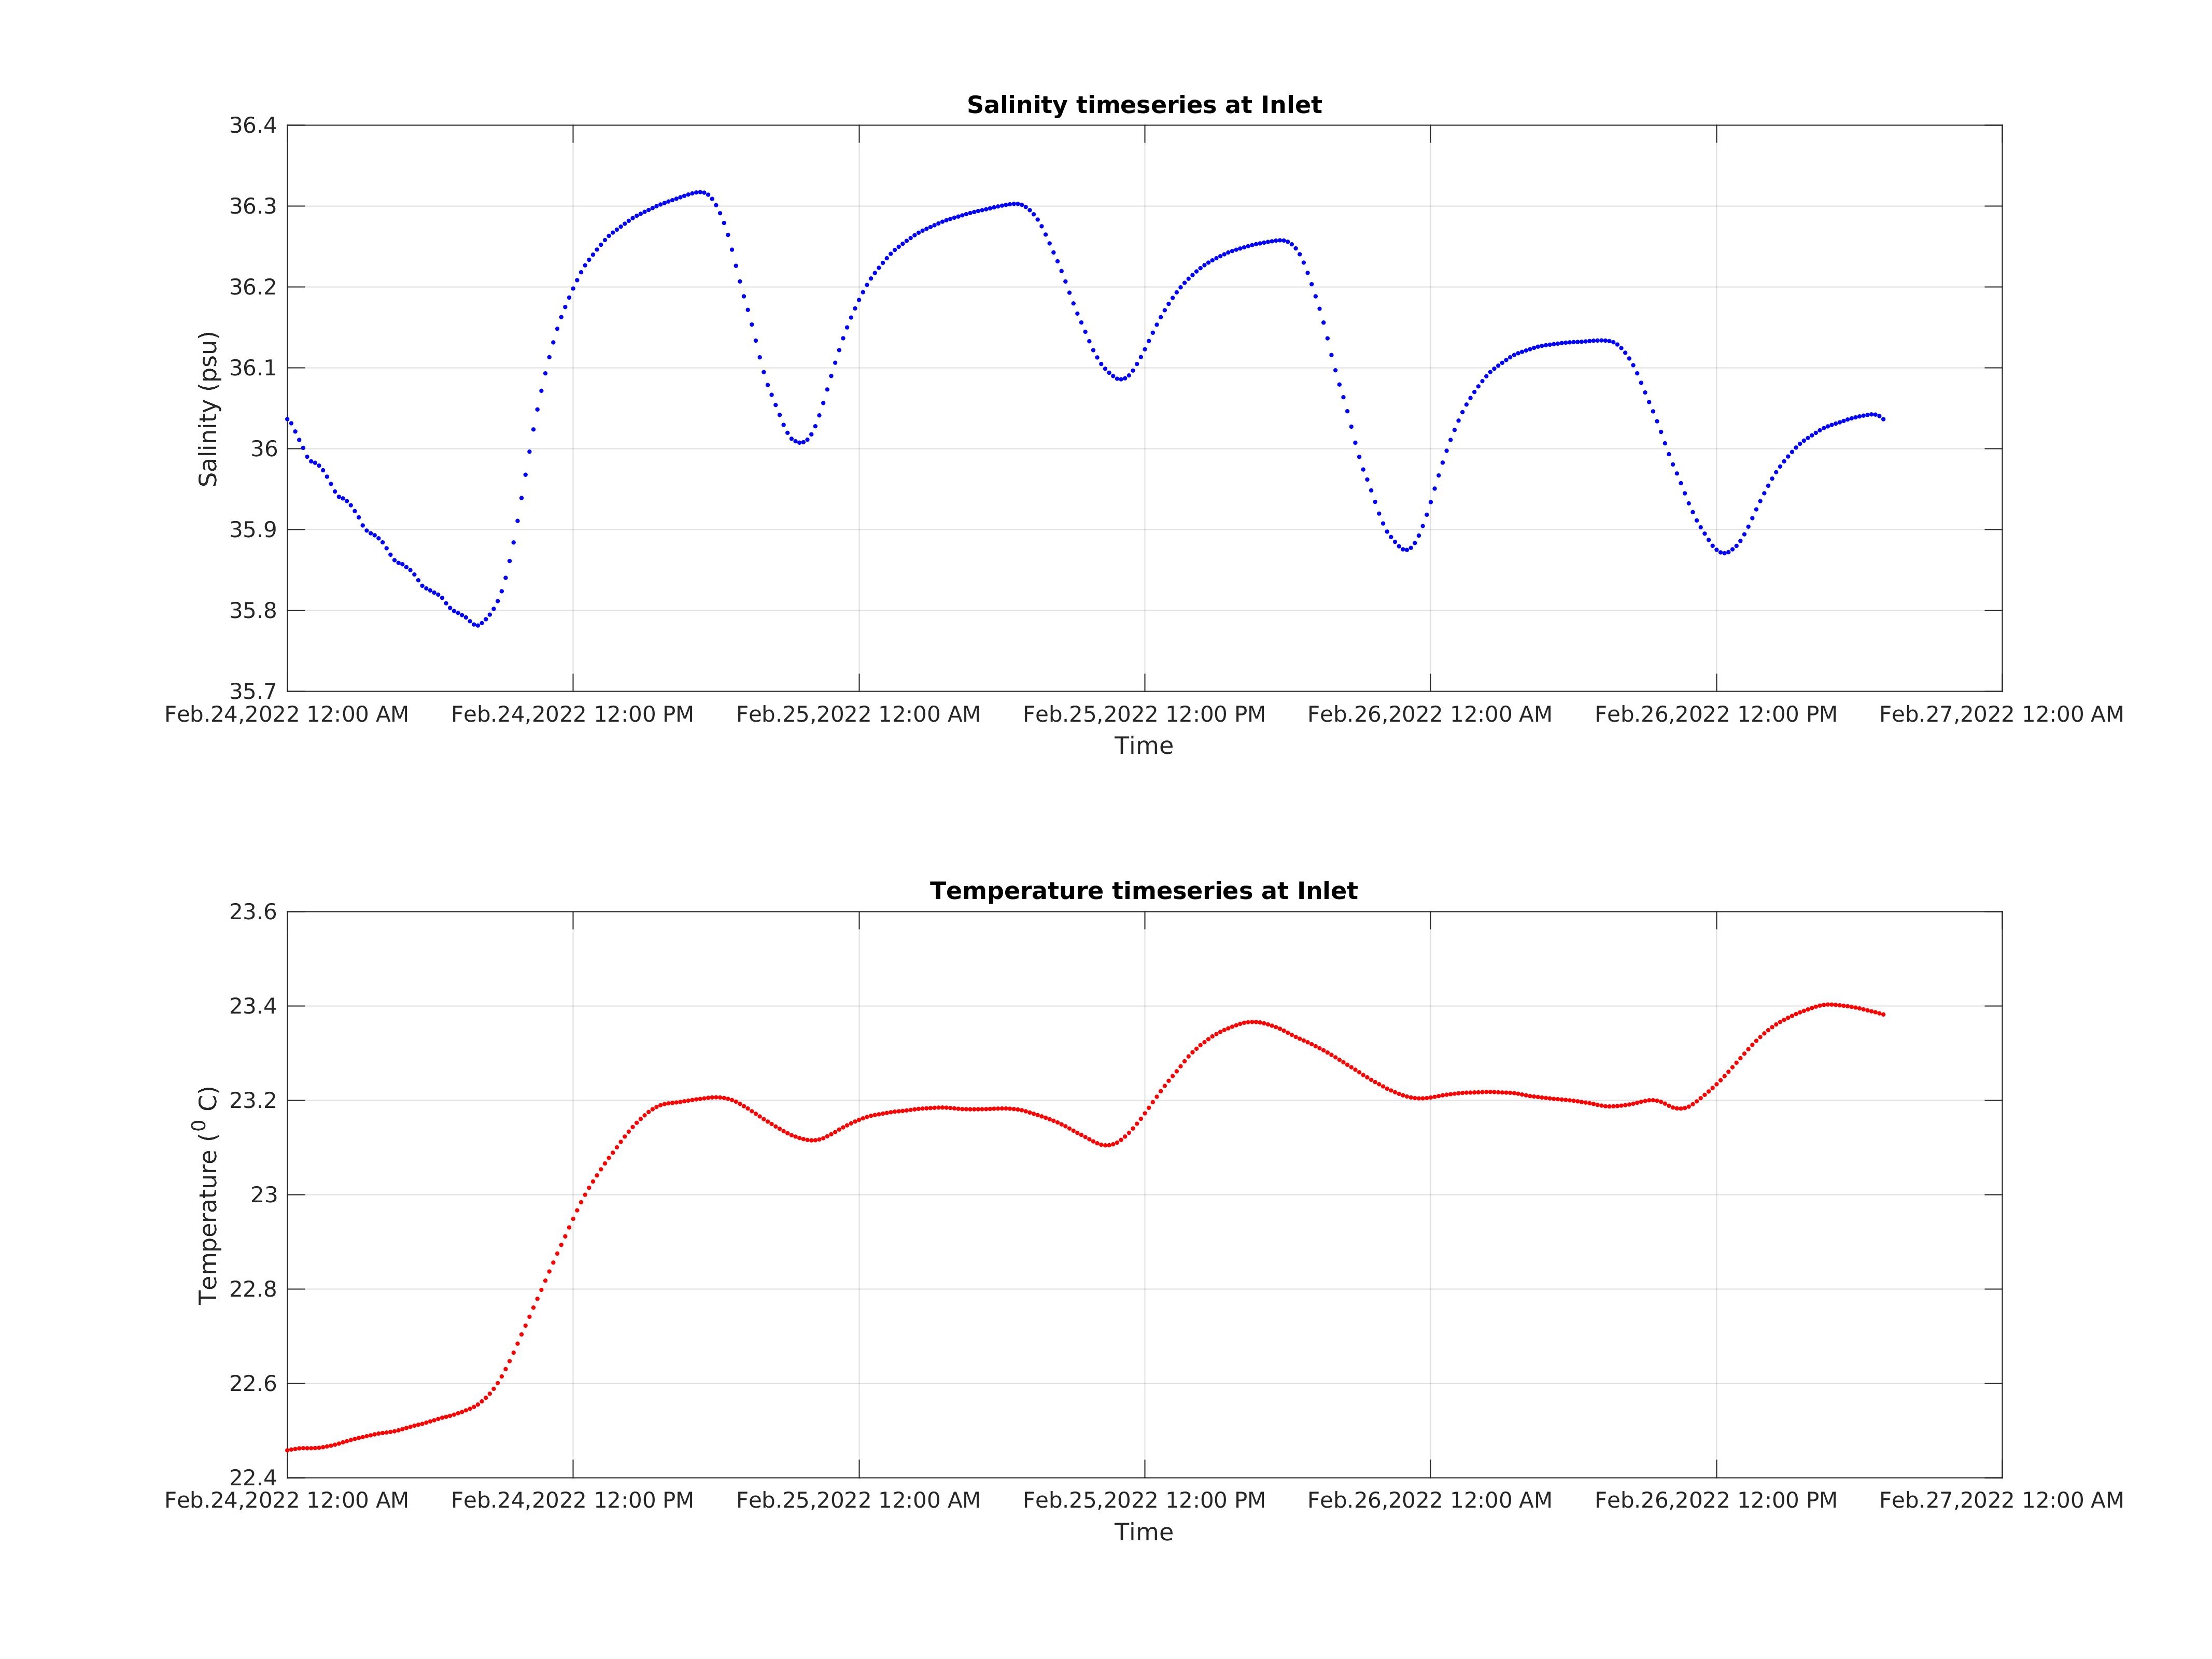 Salinity timeseries at Inlet
36.4
36.3
36.2
36.1
36
35.9
35.8
35.7
Salinity (psu)
Feb.24,2022 12:00 AM Feb.24,2022 12:00 PM Feb.25,2022 12:00 AM Feb.25,2022 12:00 PM Feb.26,2022 12:00 AM Feb.26,2022 12:00 PM Feb.27,2022 12:00 AM
Time
Temperature timeseries at Inlet
23.6
23.4
23.2
23
22.8
22.6
22.4
Temperature (⁰ C)
Feb.24,2022 12:00 AM Feb.24,2022 12:00 PM Feb.25,2022 12:00 AM Feb.25,2022 12:00 PM Feb.26,2022 12:00 AM Feb.26,2022 12:00 PM Feb.27,2022 12:00 AM
Time